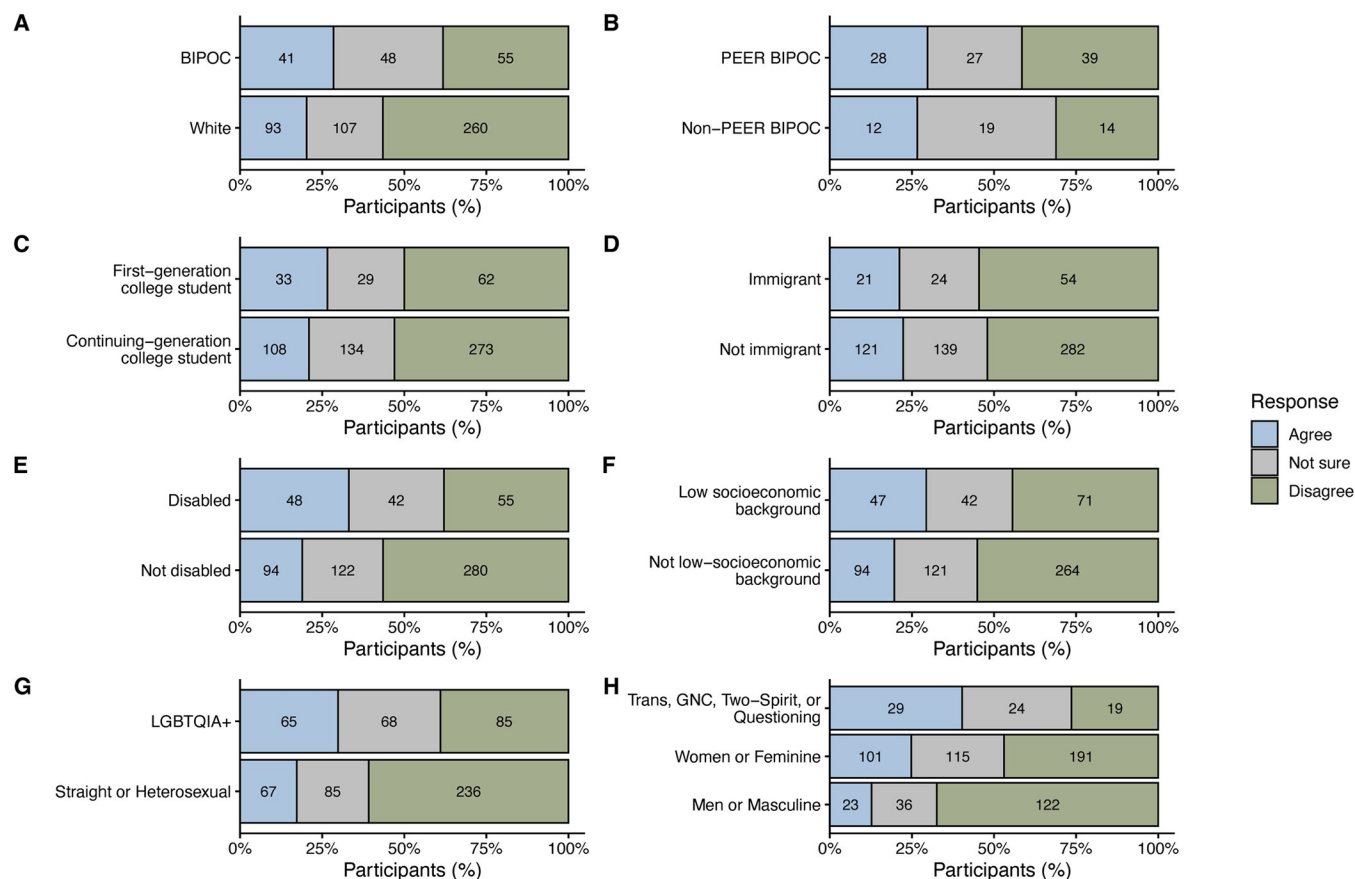 A
BIPOC
41 48 55
White
93 107 260
0% 25% 50% 75% 100%
Participants (%)
B
PEER BIPOC
28 27 39
Non−PEER BIPOC
12 19 14
0% 25% 50% 75% 100%
Participants (%)
C
First−generation
college student
33 29 62
Continuing−generation
college student
108 134 273
0% 25% 50% 75% 100%
Participants (%)
D
Immigrant
21 24 54
Not immigrant
121 139 282
0% 25% 50% 75% 100%
Participants (%)
E
Disabled
48 42 55
Not disabled
94 122 280
0% 25% 50% 75% 100%
Participants (%)
F
Low socioeconomic
background
47 42 71
Not low−socioeconomic
background
94 121 264
0% 25% 50% 75% 100%
Participants (%)
G
LGBTQIA+
65 68 85
Straight or Heterosexual
67 85 236
0% 25% 50% 75% 100%
Participants (%)
H
Trans, GNC, Two−Spirit, or
Questioning
29 24 19
Women or Feminine
101 115 191
Men or Masculine
23 36 122
0% 25% 50% 75% 100%
Participants (%)
Response
Agree
Not sure
Disagree